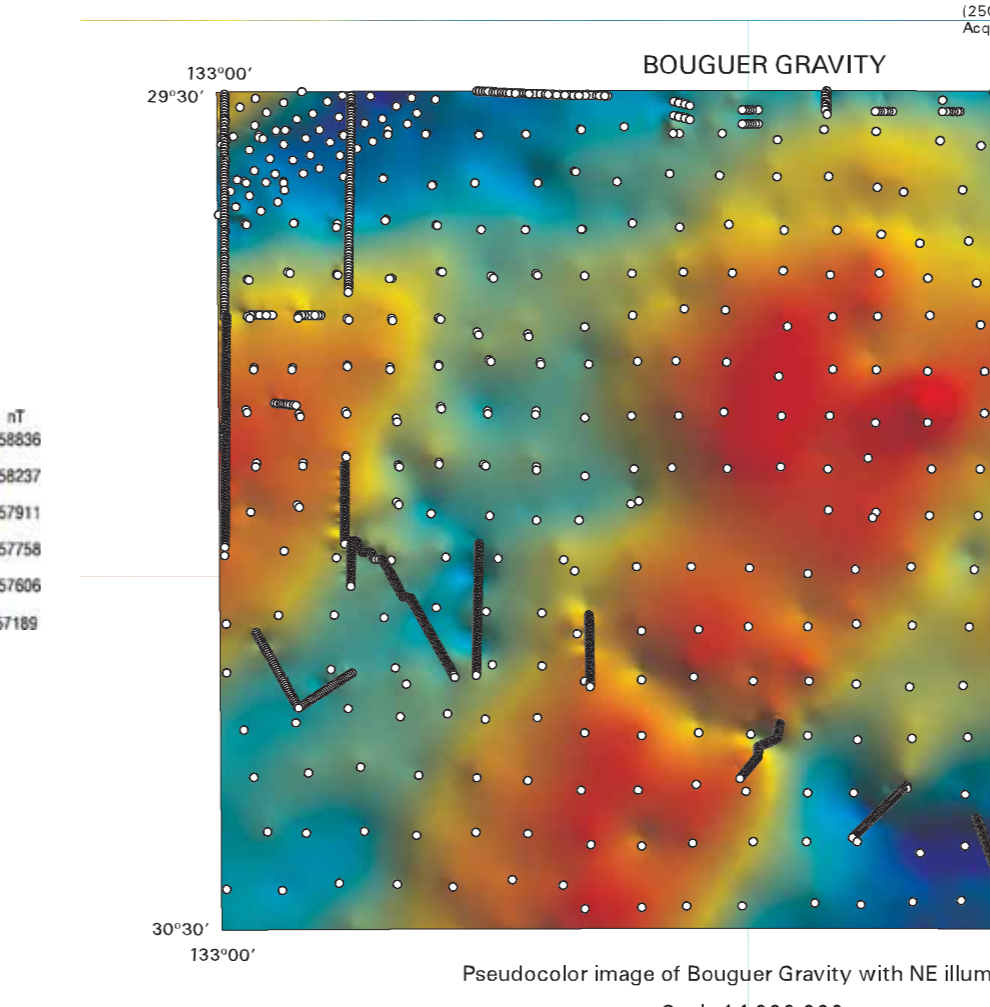 (250
Acq
BOUGUER GRAVITY
133°00'
29°30'
nT
58836
58237
57911
57758
57606
57189
30°30'
133°00'
Pseudocolor image of Bouguer Gravity with NE illum